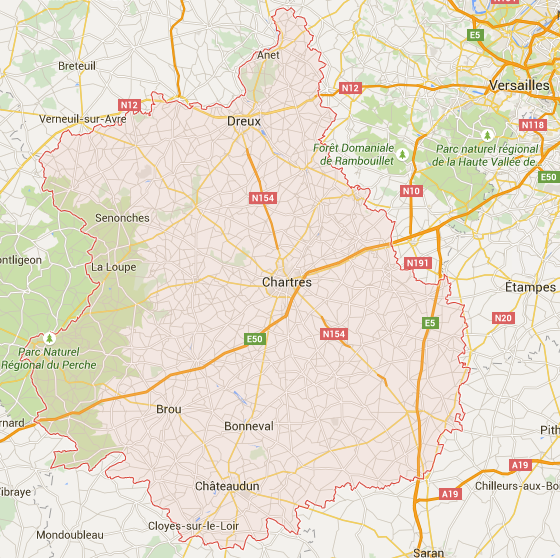 Anet
E5
Breteuil
N12
Versailles
N12
Verneuil-sur-Avre
Dreux
N118
Forêt Domaniale
de Rambouillet
Parc naturel régional
de la Haute Vallée de...
E50
N10
N154
Senonches
ontligeon
La Loupe
N191
Chartres
Étampes
N20
E5
N154
E50
Parc Naturel
Régional du Perche
Brou
rnard
Bonneval
Pith
A19
Châteaudun
Chilleurs-aux-Bo
A19
Vibraye
Cloyes-sur-le-Loir
Mondoubleau
Saran